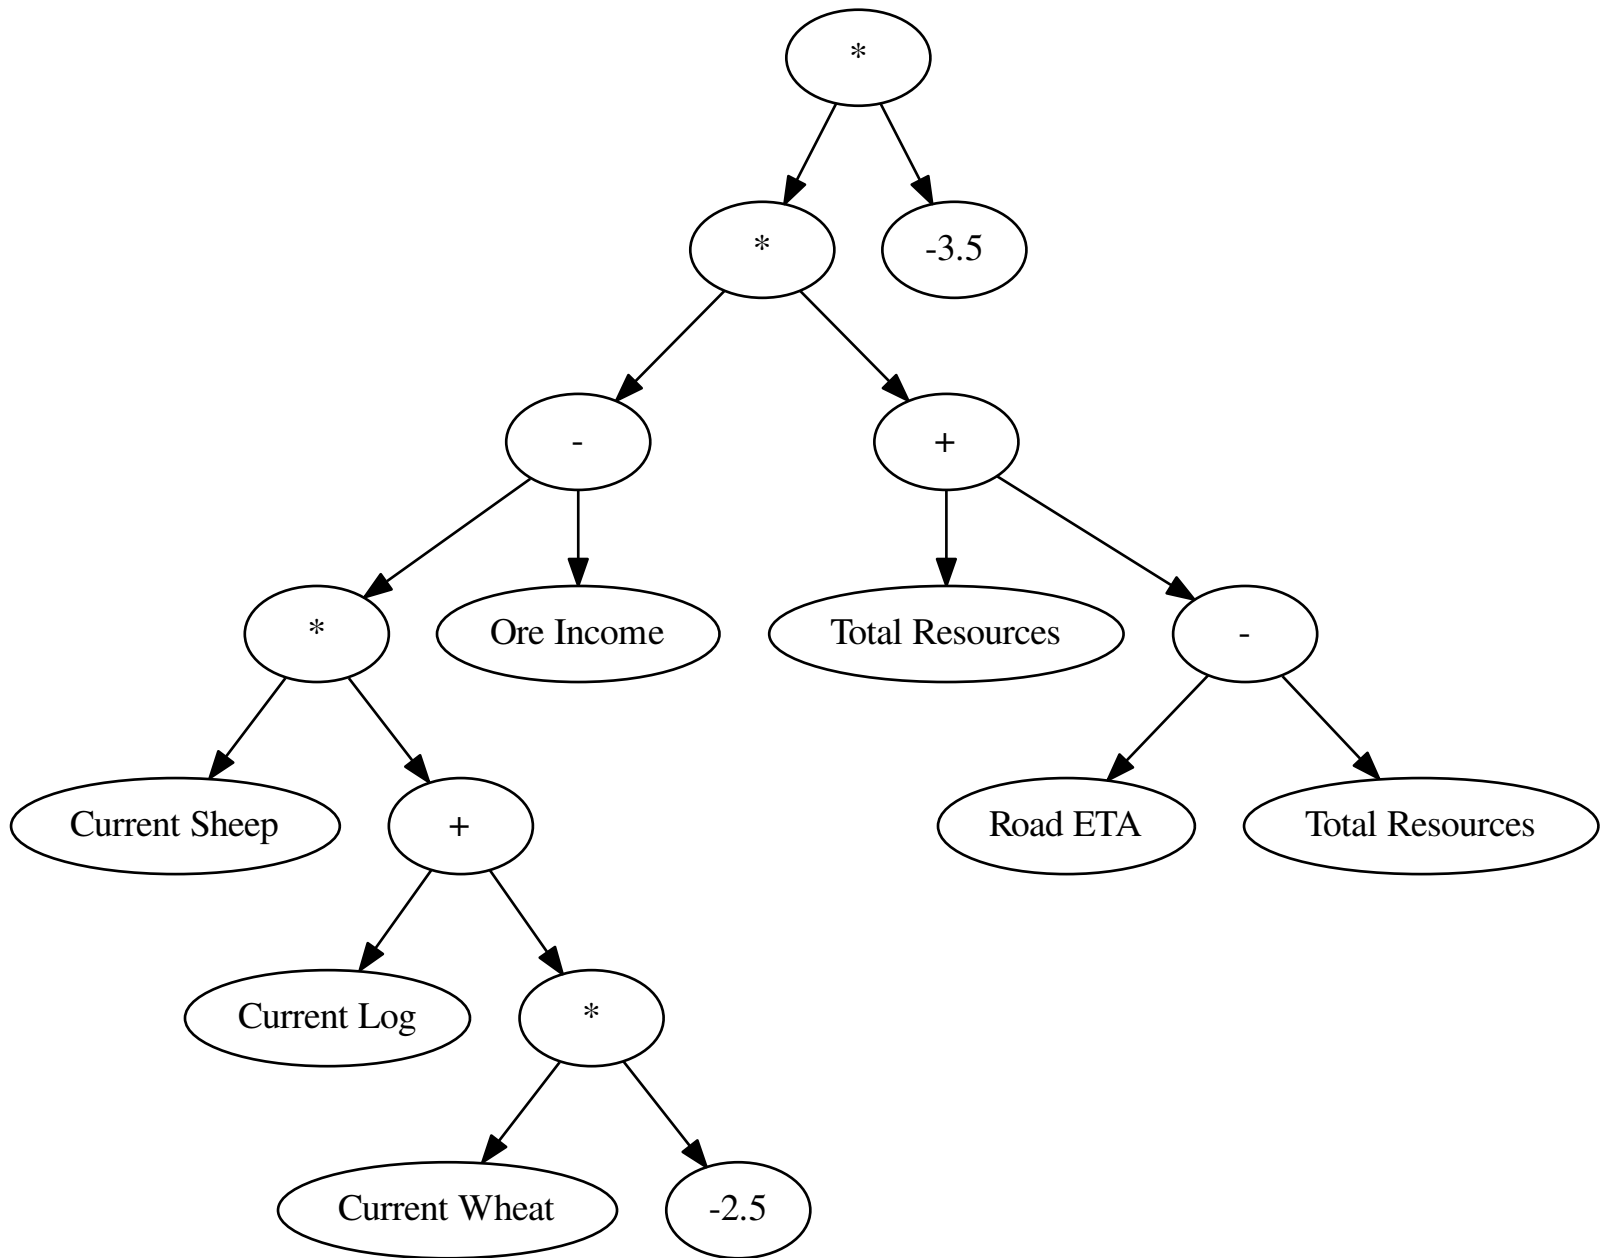 *
*
-3.5
-
+
*
Ore Income
Total Resources
-
Current Sheep
+
Road ETA
Total Resources
Current Log
*
Current Wheat
-2.5